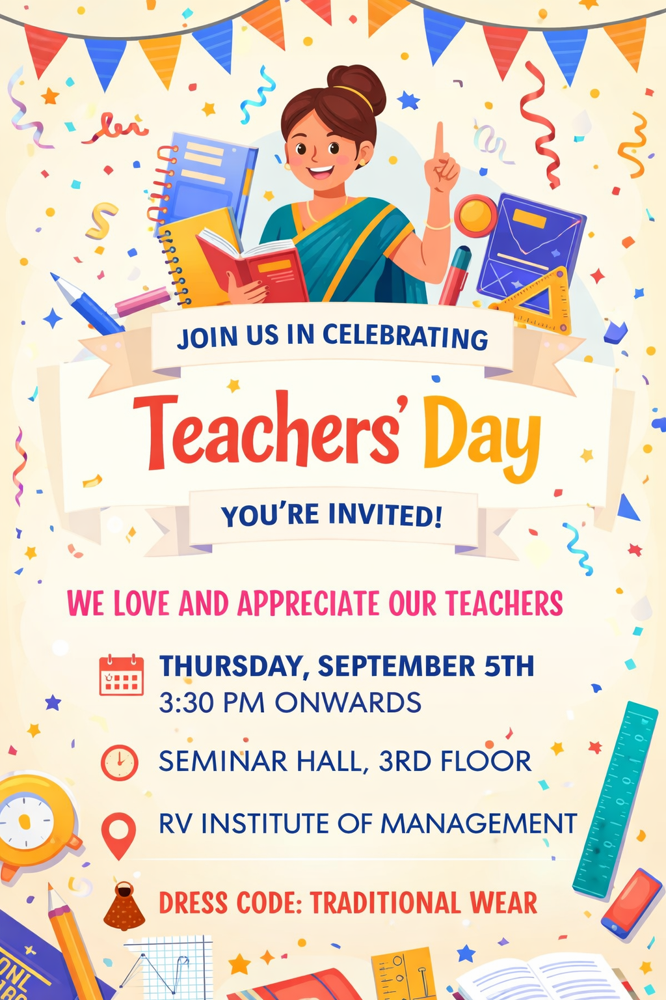 JOIN US IN CELEBRATING
Teachers' Day
YOU'RE INVITED!
WE LOVE AND APPRECIATE OUR TEACHERS
THURSDAY, SEPTEMBER 5TH
3:30 PM ONWARDS
SEMINAR HALL, 3RD FLOOR
RV INSTITUTE OF MANAGEMENT
DRESS CODE: TRADITIONAL WEAR